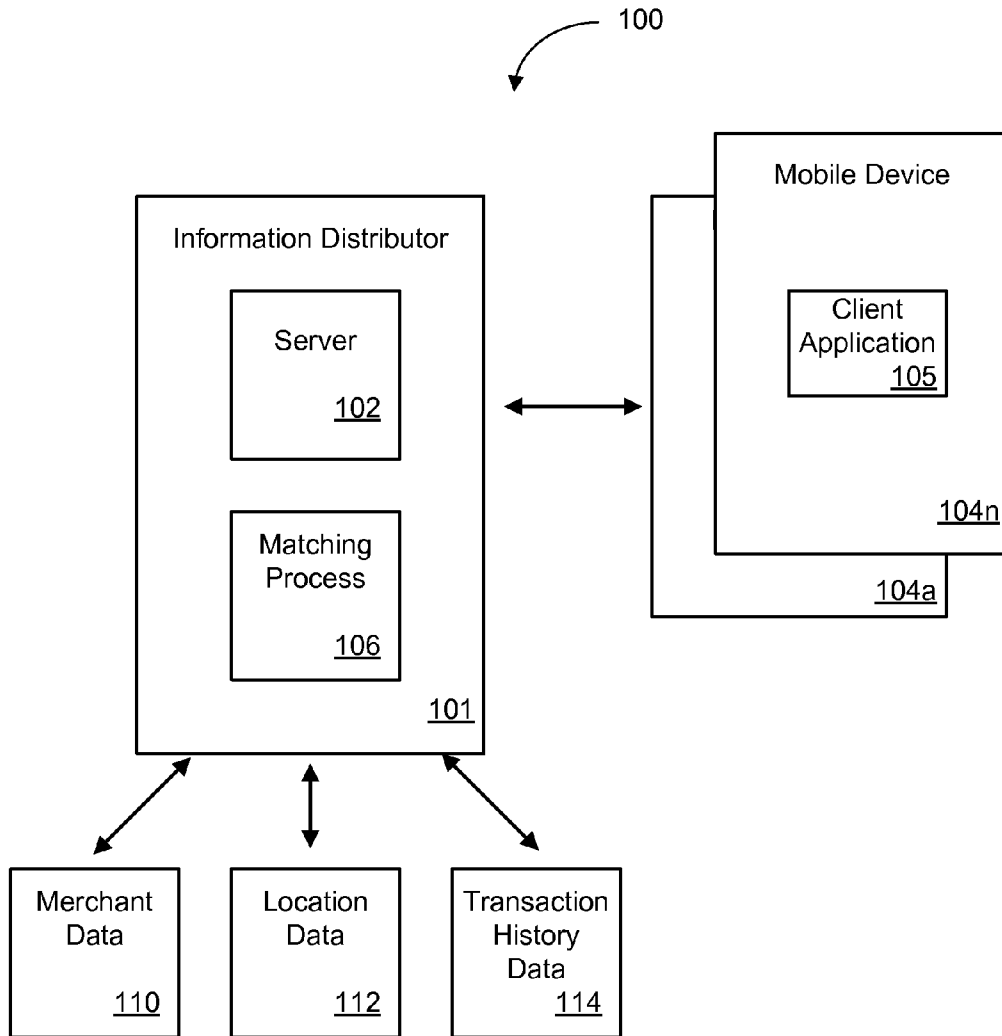 100
Mobile Device
Information Distributor
Client
Application
105
Server
102
104n
Matching
Process
104a
106
101
Merchant
Data
110
Location
Data
112
Transaction
History
Data
114